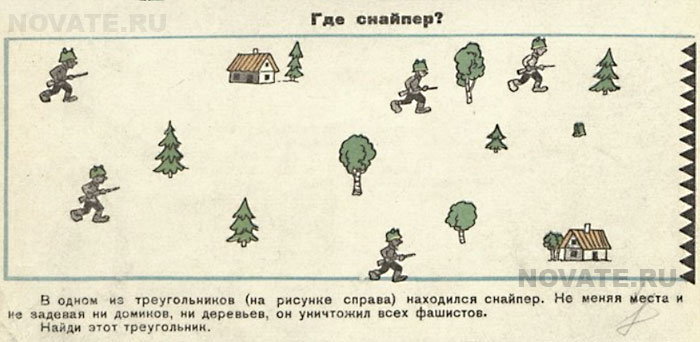 NOVATE.RU
Где снайпер?
NOVATE.RU
В одном из треугольников (на рисунке справа) находился снайпер. Не меняя места и
не задевая ни домиков, ни деревьев, он уничтожил всех фашистов.
Найди этот треугольник.